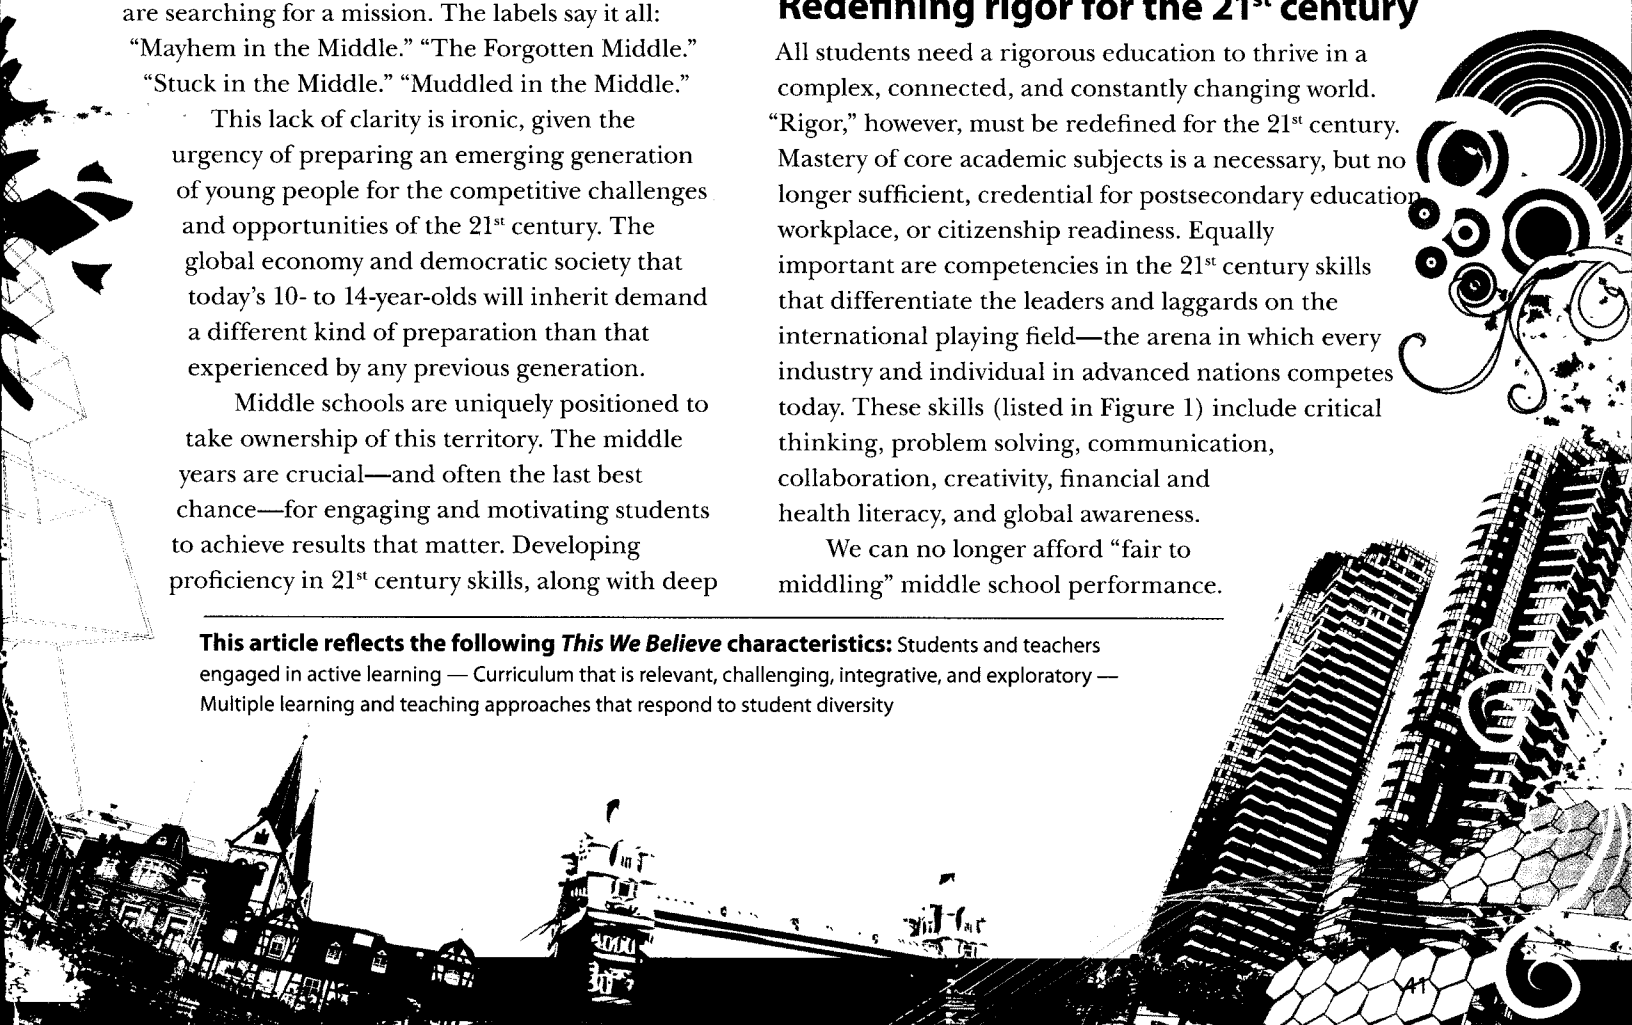 are searching for a mission. The labels say it all:
“Mayhem in the Middle.” “The Forgotten Middle.”
“Stuck in the Middle.” “Muddled in the Middle.”
This lack of clarity is ironic, given the
urgency of preparing an emerging generation
of young people for the competitive challenges
and opportunities of the 21st century. The
global economy and democratic society that
today’s 10- to 14-year-olds will inherit demand
a different kind of preparation than that
experienced by any previous generation.
Middle schools are uniquely positioned to
take ownership of this territory. The middle
years are crucial—and often the last best
chance—for engaging and motivating students
to achieve results that matter. Developing
proficiency in 21st century skills, along with deep
Redefining rigor for the 21st century
All students need a rigorous education to thrive in a
complex, connected, and constantly changing world.
“Rigor,” however, must be redefined for the 21st century.
Mastery of core academic subjects is a necessary, but no
longer sufficient, credential for postsecondary education
workplace, or citizenship readiness. Equally
important are competencies in the 21st century skills
that differentiate the leaders and laggards on the
international playing field—the arena in which every
industry and individual in advanced nations competes
today. These skills (listed in Figure 1) include critical
thinking, problem solving, communication,
collaboration, creativity, financial and
health literacy, and global awareness.
We can no longer afford “fair to
middling” middle school performance.
This article reflects the following This We Believe characteristics: Students and teachers
engaged in active learning — Curriculum that is relevant, challenging, integrative, and exploratory —
Multiple learning and teaching approaches that respond to student diversity
41